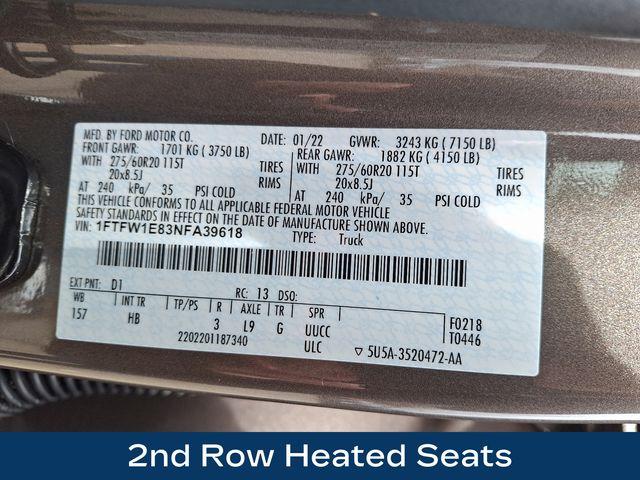 MFD. BY FORD MOTOR CO.
DATE: 01/22 GVWR: 3243 KG ( 7150 LB)
FRONT GAWR: 1701 KG ( 3750 LB)
REAR GAWR: 1882 KG ( 4150 LB)
WITH 275/60R20 115T TIRES
WITH 275/60R20 115T TIRES
20x8.5J RIMS
20x8.5J RIMS
AT 240 kPa/ 35 PSI COLD
AT 240 kPa/ 35 PSI COLD
THIS VEHICLE CONFORMS TO ALL APPLICABLE FEDERAL MOTOR VEHICLE
SAFETY STANDARDS IN EFFECT ON THE DATE OF MANUFACTURE SHOWN ABOVE.
VIN: 1FTFW1E83NFA39618
TYPE: Truck
EXT PNT: D1 RC: 13 DSO:
WB INT TR TP/PS R AXLE TR SPR
157 HB 3 L9 G UUCC
2202201187340 ULC
F0218
T0446
▽ 5U5A-3520472-AA
2nd Row Heated Seats